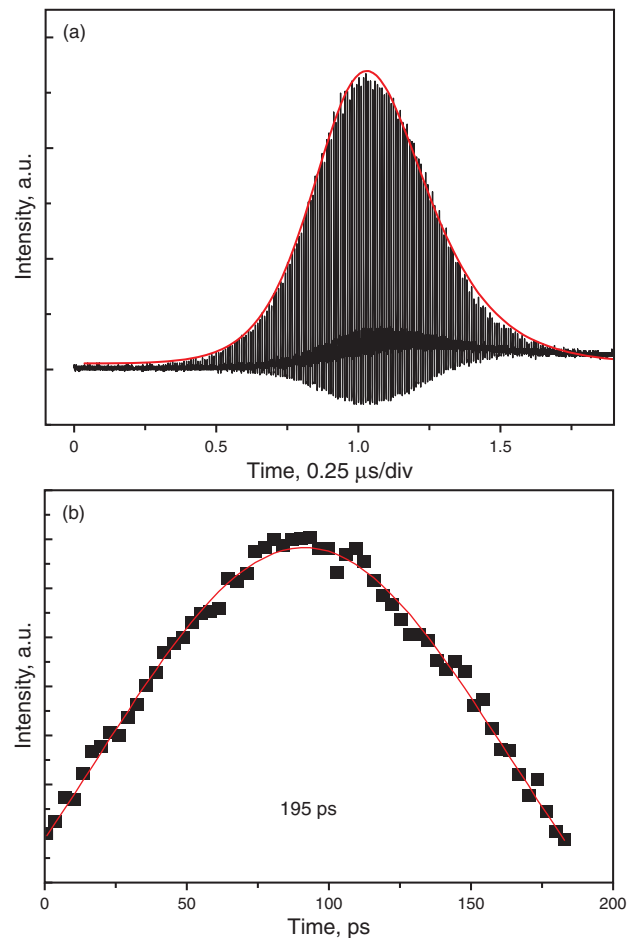 (a)
Intensity, a.u.
0 0.5 1.0 1.5
Time, 0.25 μs/div
(b)
Intensity, a.u.
195 ps
0 50 100 150 200
Time, ps